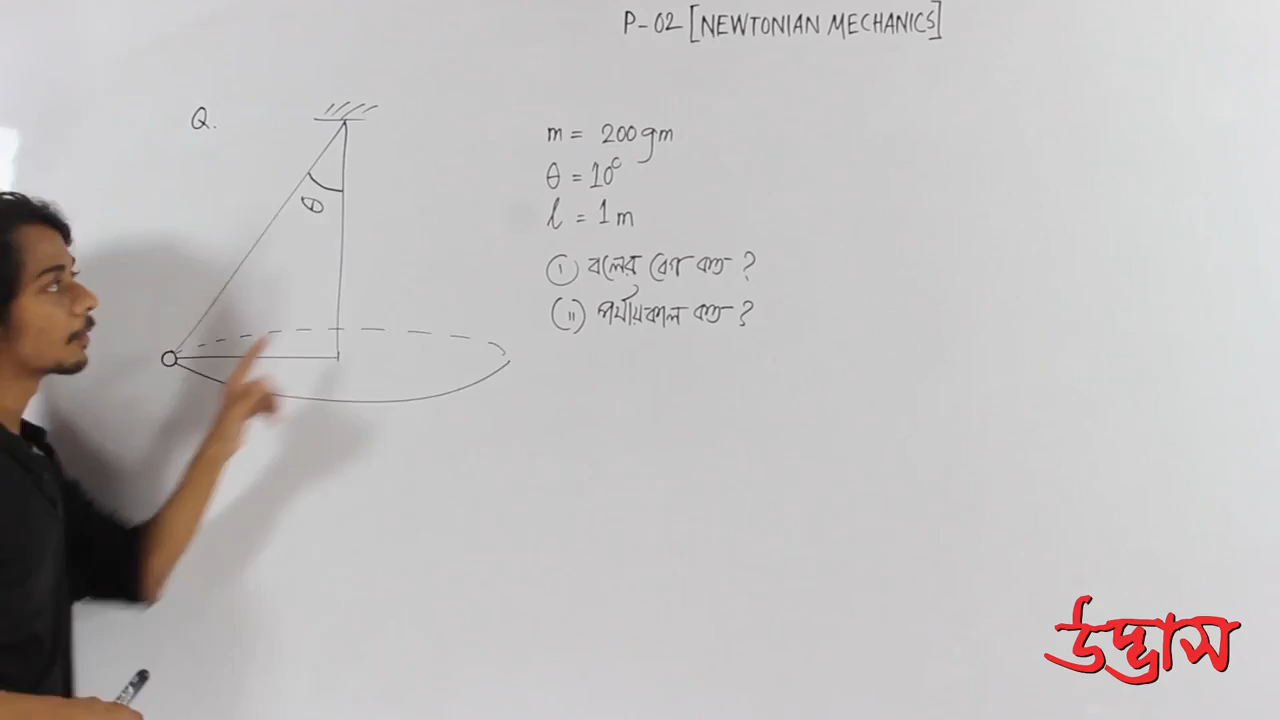 P-02 [NEWTONIAN MECHANICS]
Q.
θ
m = 200 gm
θ = 10°
l = 1 m
(i) বলের বেগ কত ?
(ii) পর্যায়কাল কত ?
উদ্ভাস